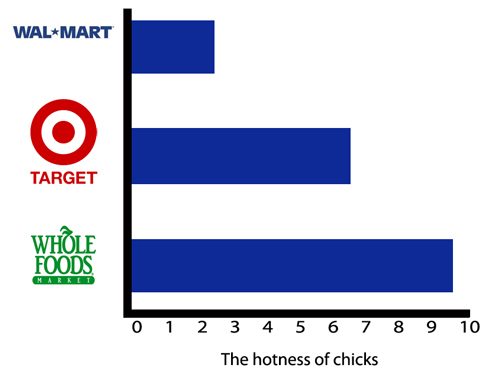 WAL★MART
TARGET
WHOLE
FOODS
MARKET
0 1 2 3 4 5 6 7 8 9 10
The hotness of chicks